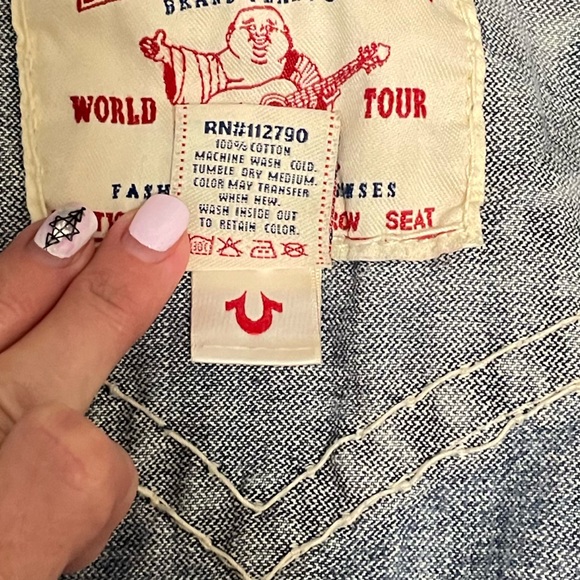 WORLD TOUR
RN#112790
100% COTTON
MACHINE WASH COLD.
TUMBLE DRY MEDIUM.
COLOR MAY TRANSFER
WHEN NEW.
WASH INSIDE OUT
TO RETAIN COLOR.
30°C
SEAT